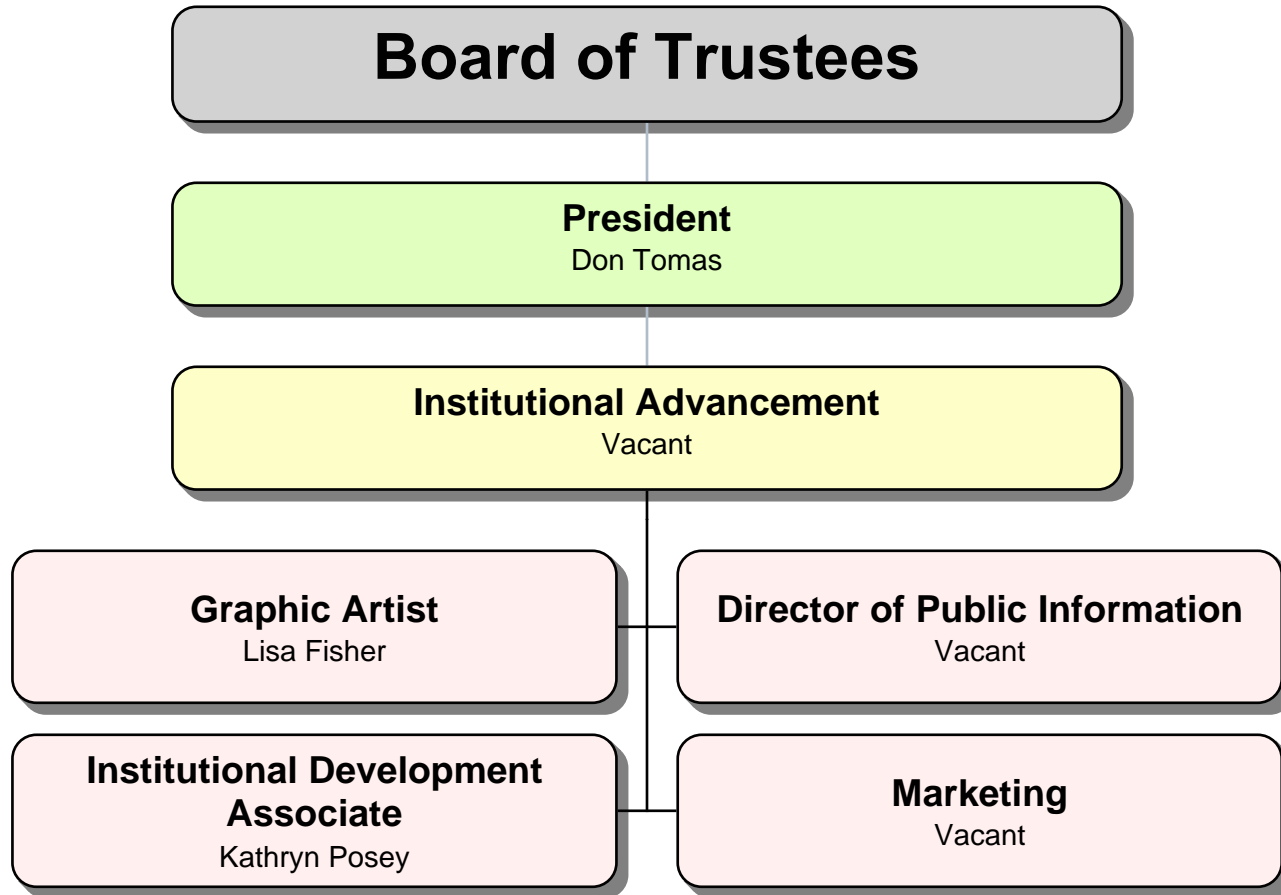 Board of Trustees
President
Don Tomas
Institutional Advancement
Vacant
Graphic Artist
Lisa Fisher
Director of Public Information
Vacant
Institutional Development
Associate
Kathryn Posey
Marketing
Vacant